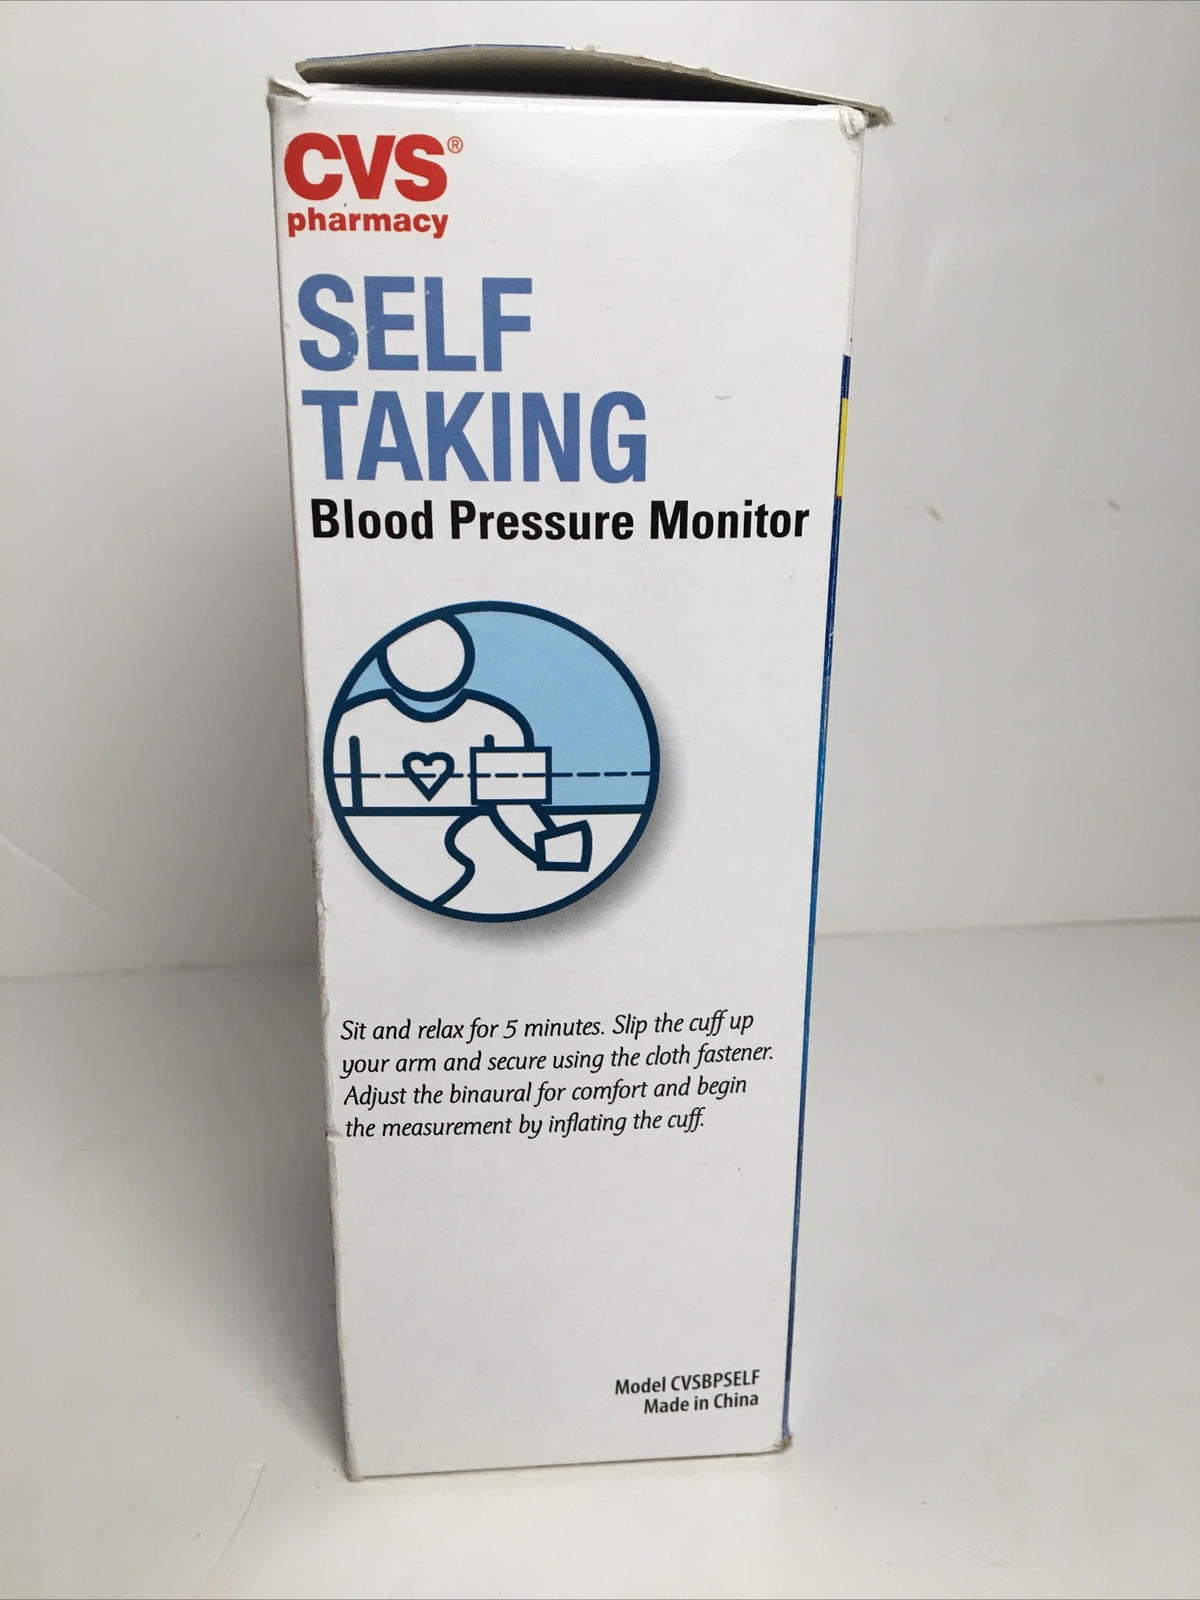 CVS®
pharmacy
SELF
TAKING
Blood Pressure Monitor
Sit and relax for 5 minutes. Slip the cuff up
your arm and secure using the cloth fastener.
Adjust the binaural for comfort and begin
the measurement by inflating the cuff.
Model CVSBPSELF
Made in China